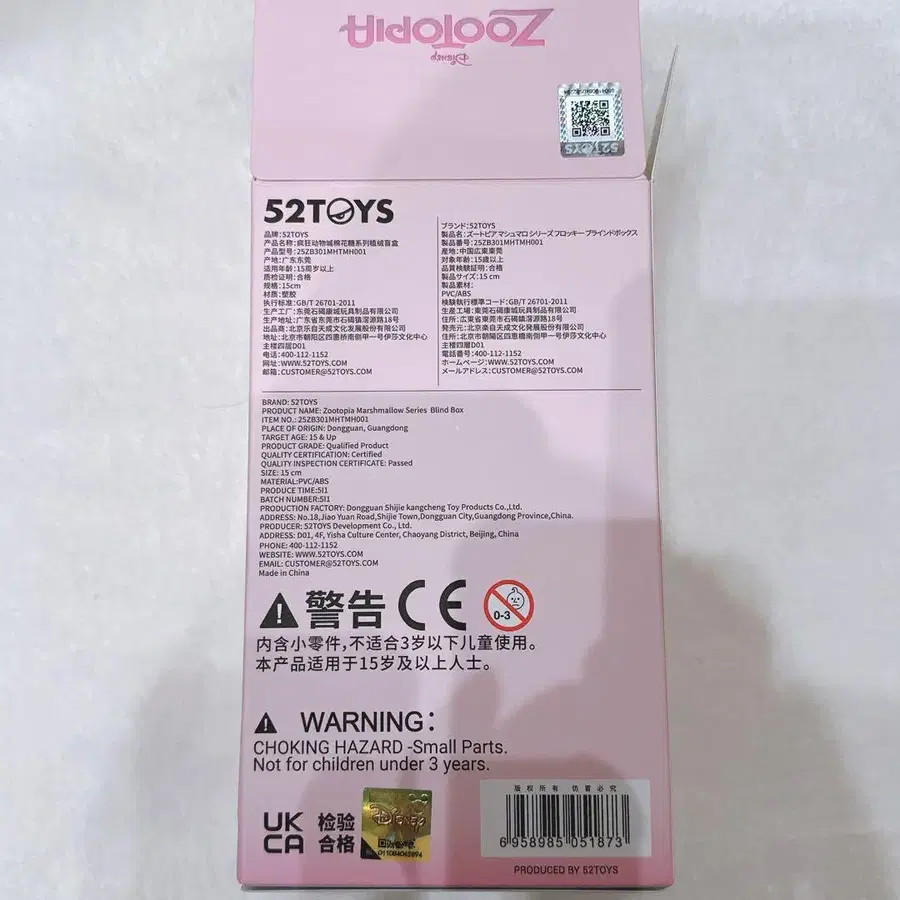 ZOOTOPIA
Disney
52TOYS
52TOYS
品牌:52TOYS
产品名称:疯狂动物城棉花糖系列植绒盲盒
产品型号:25ZB301MHTMH001
产地:广东东莞
适用年龄:15周岁以上
质检证明:合格
规格:15cm
材质:塑胶
执行标准:GB/T 26701-2011
生产工厂:东莞石碣康城玩具制品有限公司
生产地址:广东省东莞市石碣镇滘源路18号
出品商:北京乐自天成文化发展股份有限公司
地址:北京市朝阳区四惠桥南侧甲一号伊莎文化中心
主楼四层D01
电话:400-112-1152
网址:WWW.52TOYS.COM
邮箱:CUSTOMER@52TOYS.COM
ブランド:52TOYS
製品名:ズートピア マシュマロ シリーズ フロッキー ブラインドボックス
製品番号:25ZB301MHTMH001
産地:中国広東東莞
対象年齢:15歳以上
品質検験証明:合格
製品サイズ:15 cm
製品素材:
PVC/ABS
検験執行標準コード:GB/T 26701-2011
生産工場:東莞石碣康城玩具制品有限公司
住所:広東省東莞市石碣鎮滘源路18号
発売元:北京楽自天成文化発展股份有限公司
住所:北京市朝陽区四恵橋南側甲一号伊莎文化中心
主楼四層D01
電話番号:400-112-1152
ホームページ:WWW.52TOYS.COM
メールアドレス:CUSTOMER@52TOYS.COM
BRAND: 52TOYS
PRODUCT NAME: Zootopia Marshmallow Series Blind Box
ITEM NO.: 25ZB301MHTMH001
PLACE OF ORIGIN: Dongguan, Guangdong
TARGET AGE: 15 & Up
PRODUCT GRADE: Qualified Product
QUALITY CERTIFICATION: Certified
QUALITY INSPECTION CERTIFICATE: Passed
SIZE: 15 cm
MATERIAL:PVC/ABS
PRODUCE TIME:511
BATCH NUMBER:511
PRODUCTION FACTORY: Dongguan Shijie kangcheng Toy Products Co.,Ltd.
ADDRESS: No.18,Jiao Yuan Road,Shijie Town,Dongguan City,Guangdong Province,China.
PRODUCER: 52TOYS Development Co., Ltd.
ADDRESS: D01, 4F, Yisha Culture Center, Chaoyang District, Beijing, China
PHONE: 400-112-1152
WEBSITE: WWW.52TOYS.COM
EMAIL: CUSTOMER@52TOYS.COM
Made in China
警告 CE 0-3
内含小零件,不适合3岁以下儿童使用。
本产品适用于15岁及以上人士。
WARNING:
CHOKING HAZARD -Small Parts.
Not for children under 3 years.
UK
CA
检验
合格
Disney
版权所有 仿冒必究
6 958985 051873
PRODUCED BY 52TOYS